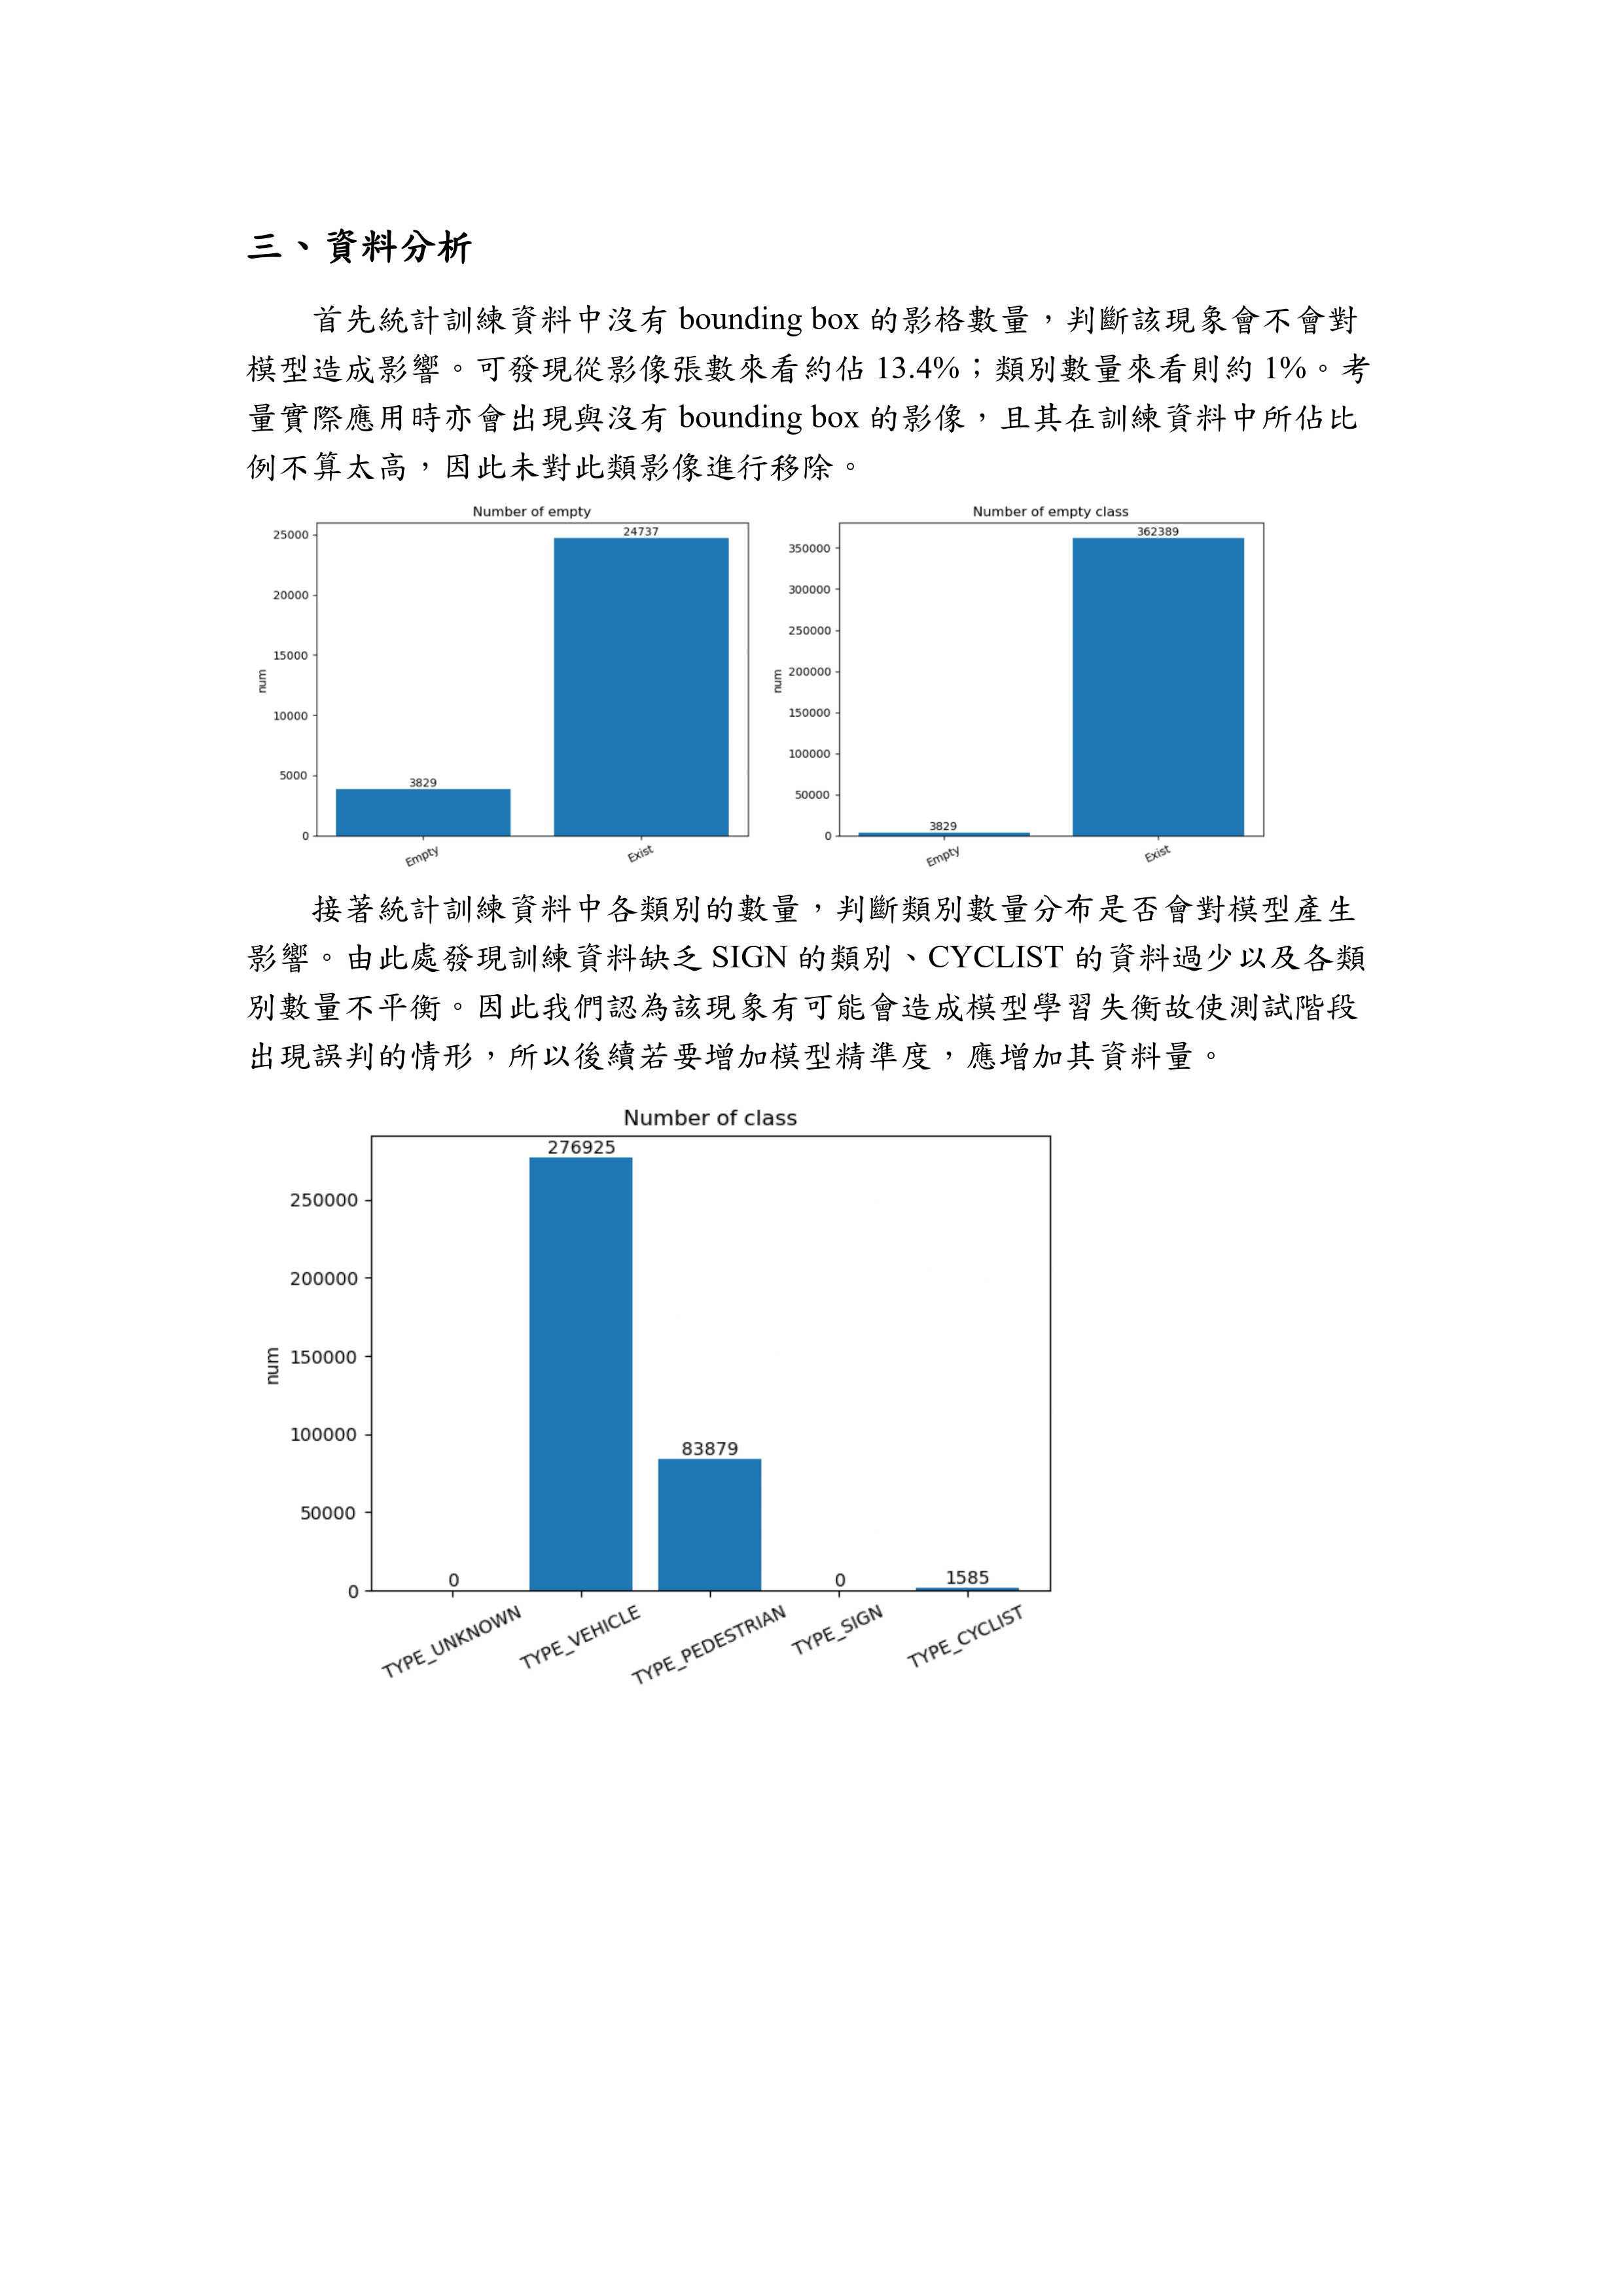 三、資料分析
首先統計訓練資料中沒有 bounding box 的影格數量，判斷該現象會不會對
模型造成影響。可發現從影像張數來看約佔 13.4%；類別數量來看則約 1%。考
量實際應用時亦會出現與沒有 bounding box 的影像，且其在訓練資料中所佔比
例不算太高，因此未對此類影像進行移除。
Number of empty
num
25000
20000
15000
10000
5000
0
3829
24737
Empty
Exist
Number of empty class
num
350000
300000
250000
200000
150000
100000
50000
0
3829
362389
Empty
Exist
接著統計訓練資料中各類別的數量，判斷類別數量分布是否會對模型產生
影響。由此處發現訓練資料缺乏 SIGN 的類別、CYCLIST 的資料過少以及各類
別數量不平衡。因此我們認為該現象有可能會造成模型學習失衡故使測試階段
出現誤判的情形，所以後續若要增加模型精準度，應增加其資料量。
Number of class
num
250000
200000
150000
100000
50000
0
0
276925
83879
0
1585
TYPE_UNKNOWN
TYPE_VEHICLE
TYPE_PEDESTRIAN
TYPE_SIGN
TYPE_CYCLIST